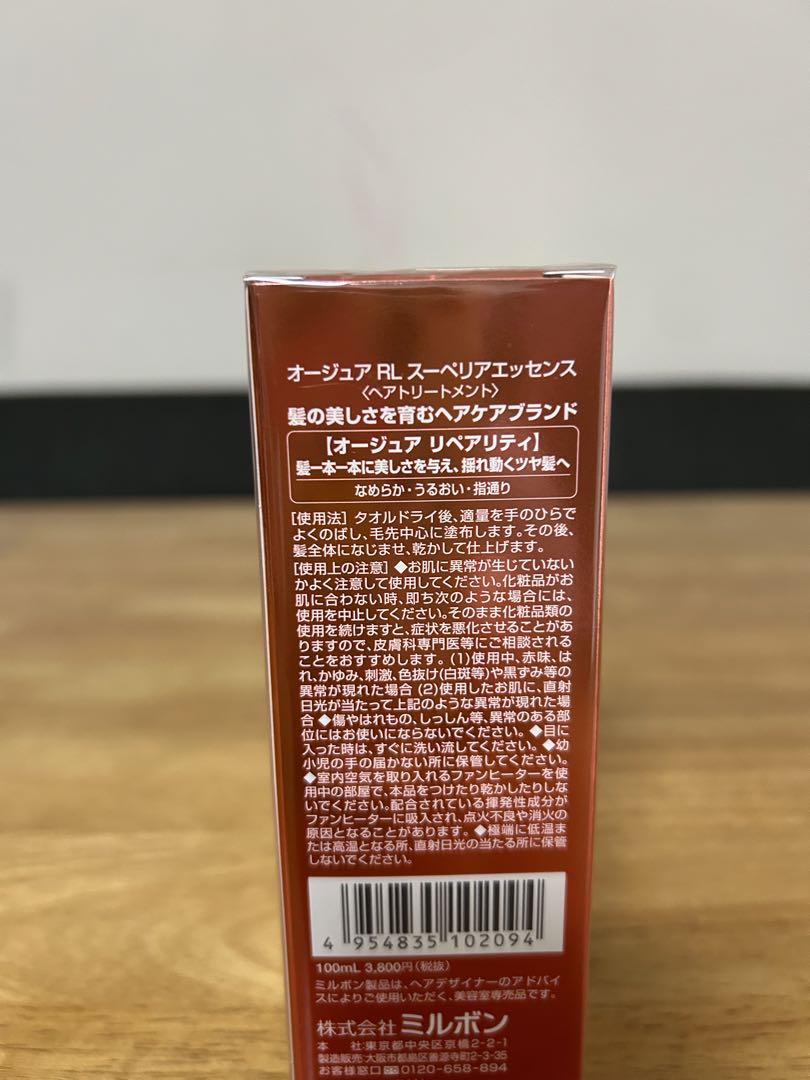 オージュア RL スーペリアエッセンス
〈ヘアトリートメント〉
髪の美しさを育むヘアケアブランド
【オージュア リペアリティ】
髪一本一本に美しさを与え、揺れ動くツヤ髪へ
なめらか・うるおい・指通り
[使用法] タオルドライ後、適量を手のひらで
よくのばし、毛先中心に塗布します。その後、
髪全体になじませ、乾かして仕上げます。
[使用上の注意] ◆お肌に異常が生じていない
かよく注意して使用してください。化粧品がお
肌に合わない時、即ち次のような場合には、
使用を中止してください。そのまま化粧品類の
使用を続けますと、症状を悪化させることがあ
りますので、皮膚科専門医等にご相談される
ことをおすすめします。(1)使用中、赤味、は
れ、かゆみ、刺激、色抜け(白斑等)や黒ずみ等の
異常が現れた場合 (2)使用したお肌に、直射
日光が当たって上記のような異常が現れた場
合 ◆傷やはれもの、しっしん等、異常のある部
位にはお使いにならないでください。◆目に
入った時は、すぐに洗い流してください。◆幼
小児の手の届かない所に保管してください。
◆室内空気を取り入れるファンヒーターを使
用中の部屋で、本品をつけたり乾かしたりしな
いでください。配合されている揮発性成分が
ファンヒーターに吸入され、点火不良や消火の
原因となることがあります。◆極端に低温ま
たは高温となる所、直射日光の当たる所に保管
しないでください。
4 954835 102094
100mL 3,800円(税抜)
ミルボン製品は、ヘアデザイナーのアドバイ
スによりご使用いただく、美容室専売品です。
株式会社 ミルボン
本 社:東京都中央区京橋2-2-1
製造販売:大阪市都島区善源寺町2-3-35
お客様窓口 0120-658-894